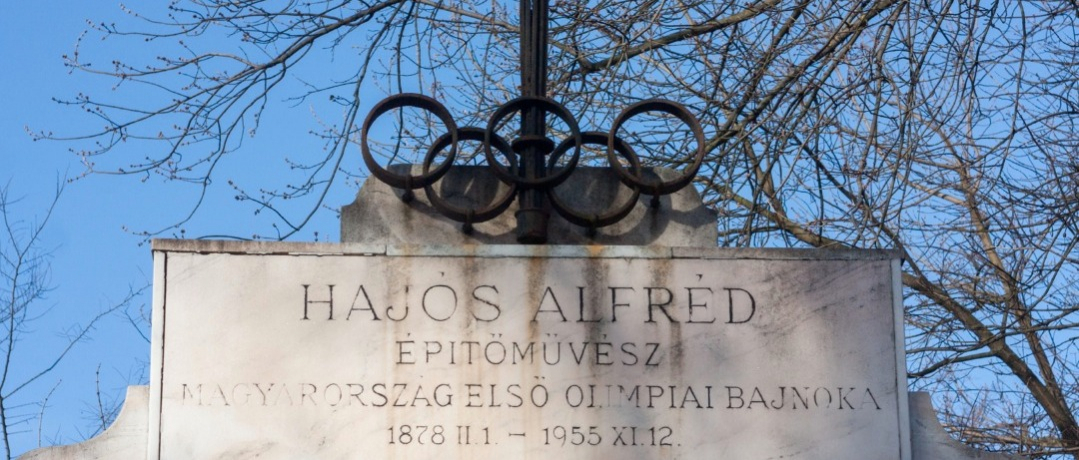 HAJÓS ALFRÉD
ÉPITŐMŰVÉSZ
MAGYARORSZÁG ELSŐ OLIMPIAI BAJNOKA
1878 II.1. – 1955 XI.12.